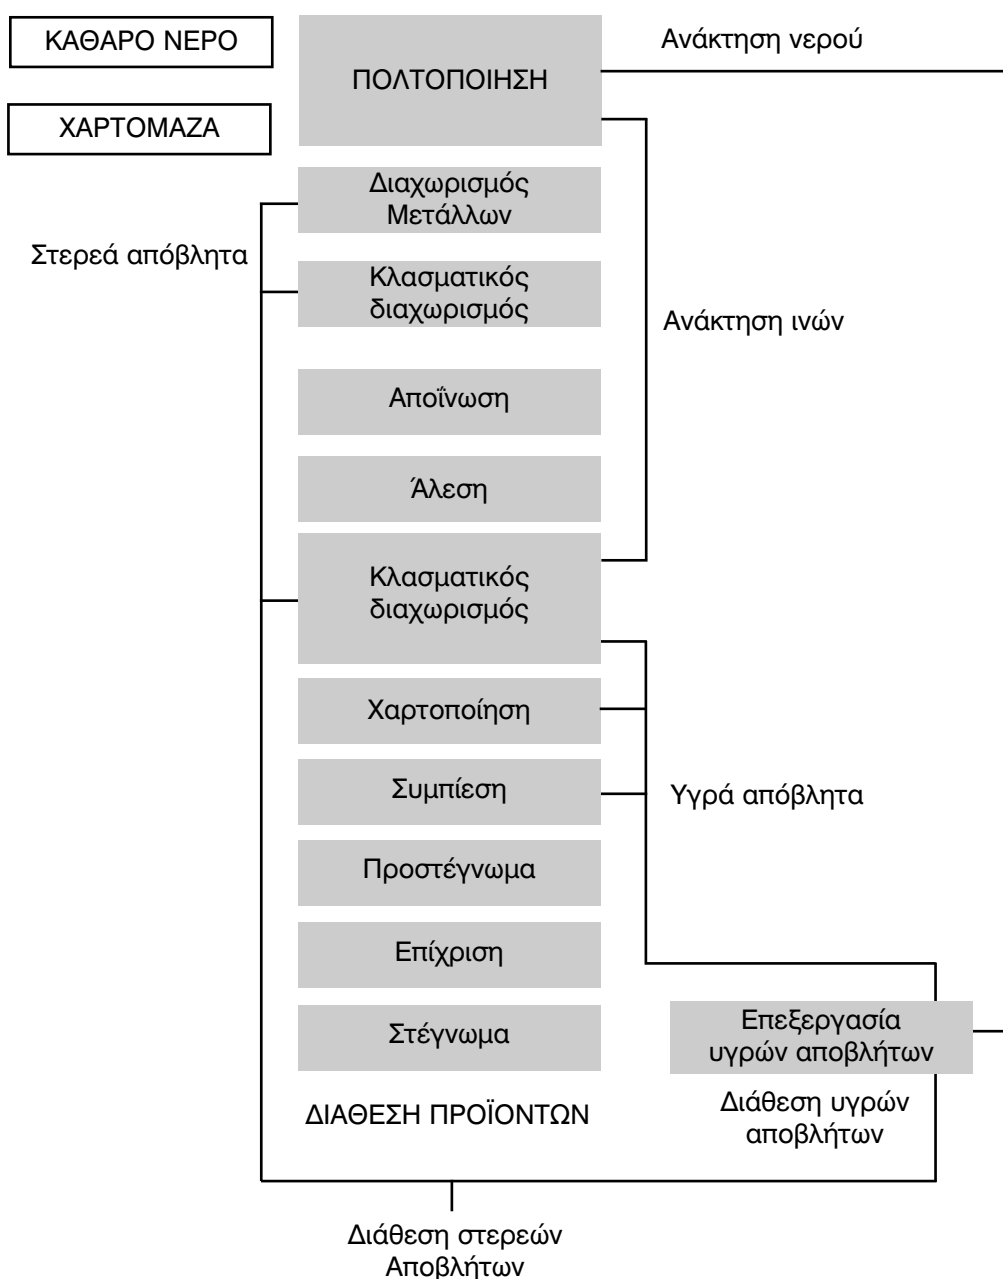 ΚΑΘΑΡΟ ΝΕΡΟ
ΧΑΡΤΟΜΑΖΑ
ΠΟΛΤΟΠΟΙΗΣΗ
Ανάκτηση νερού
Διαχωρισμός
Μετάλλων
Στερεά απόβλητα
Κλασματικός
διαχωρισμός
Ανάκτηση ινών
Αποΐνωση
Άλεση
Κλασματικός
διαχωρισμός
Χαρτοποίηση
Συμπίεση
Υγρά απόβλητα
Προστέγνωμα
Επίχριση
Στέγνωμα
Επεξεργασία
υγρών αποβλήτων
ΔΙΑΘΕΣΗ ΠΡΟΪΟΝΤΩΝ
Διάθεση υγρών
αποβλήτων
Διάθεση στερεών
Αποβλήτων